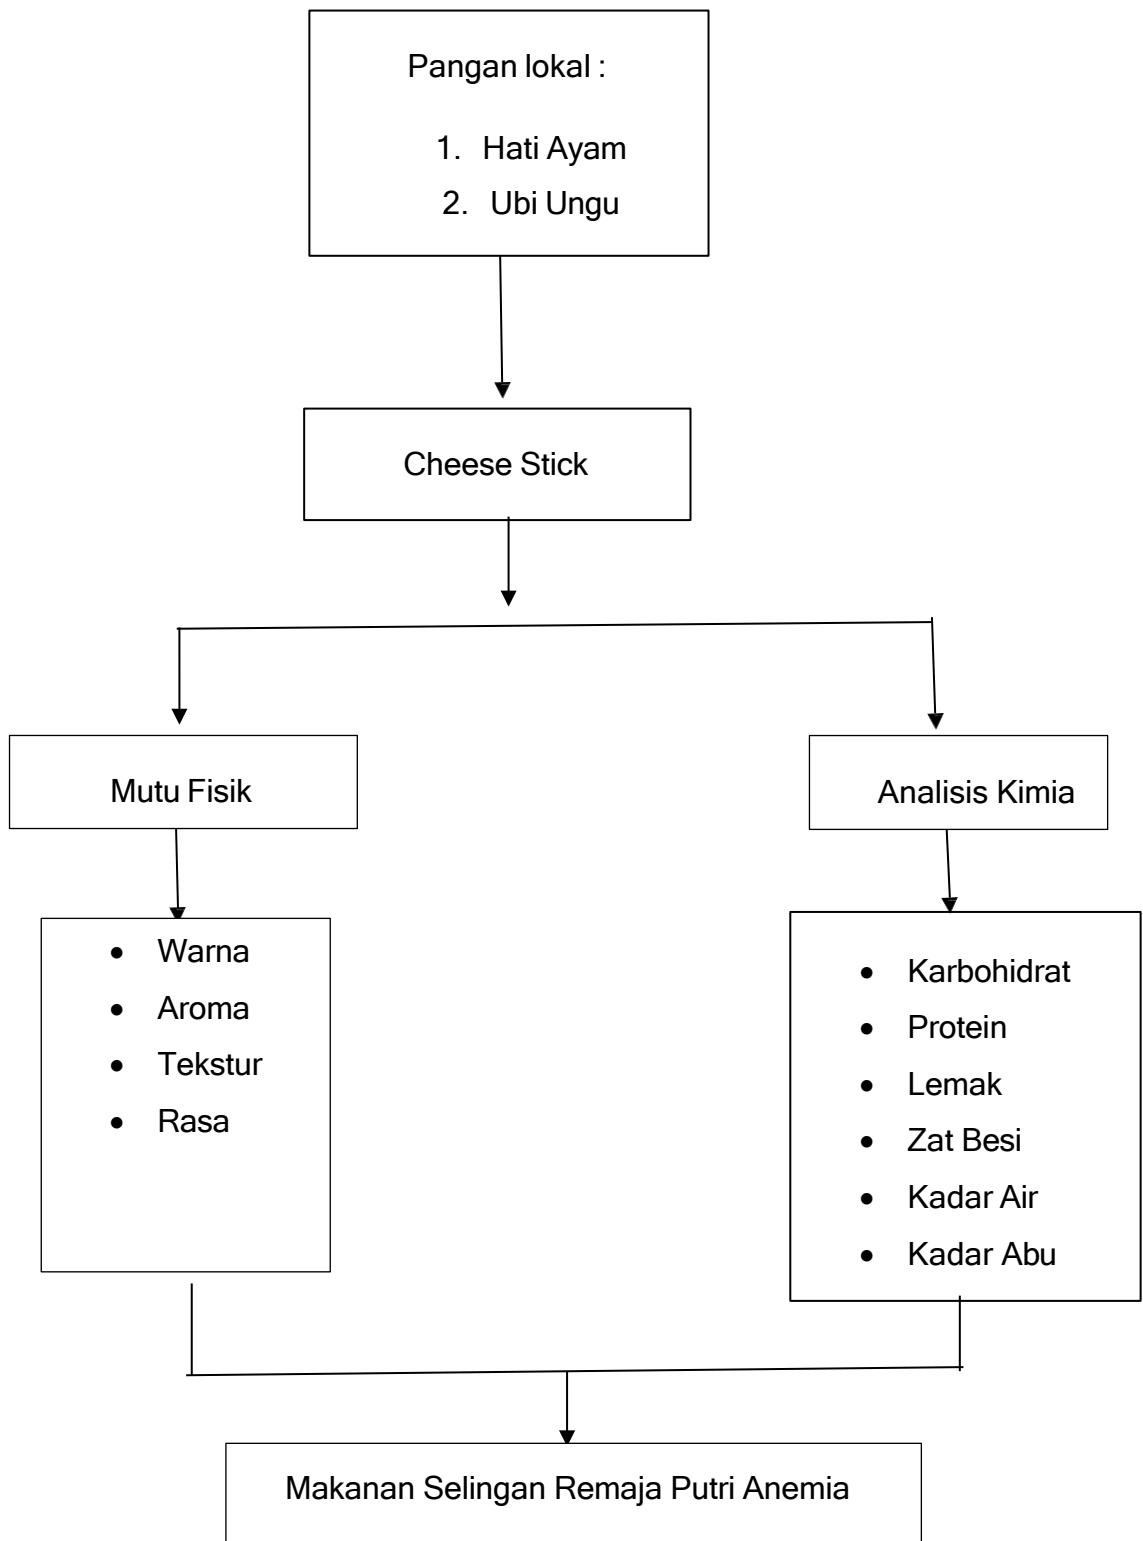 Pangan lokal :
1. Hati Ayam
2. Ubi Ungu
Cheese Stick
Mutu Fisik
Analisis Kimia
• Warna
• Aroma
• Tekstur
• Rasa
• Karbohidrat
• Protein
• Lemak
• Zat Besi
• Kadar Air
• Kadar Abu
Makanan Selingan Remaja Putri Anemia